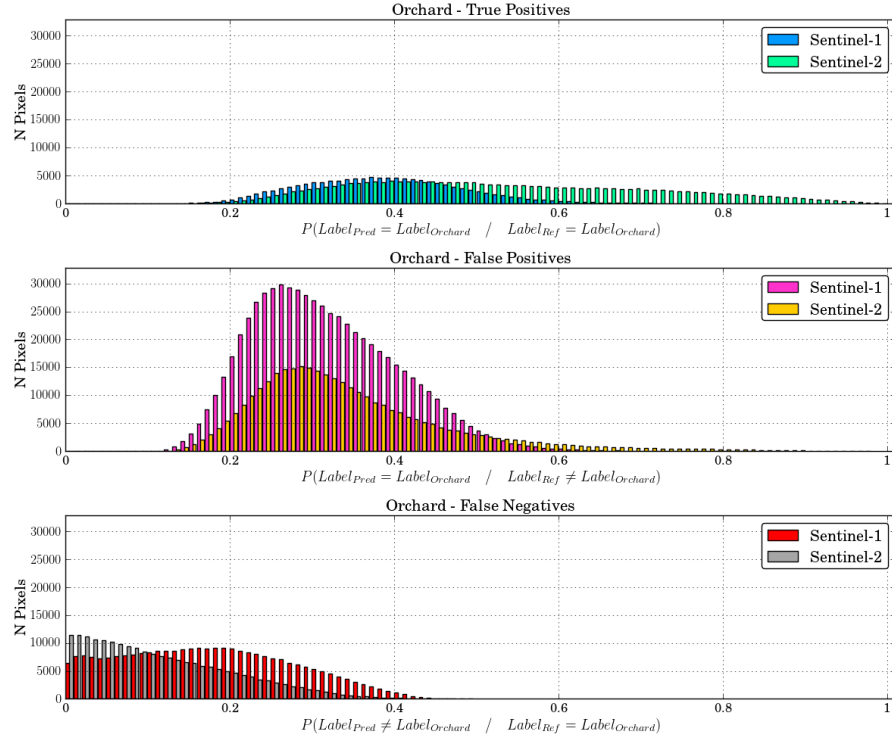 Orchard - True Positives
30000
25000
20000
15000
10000
5000
0
N Pixels
Sentinel-1
Sentinel-2
0 0.2 0.4 0.6 0.8 1
P(Label_Pred = Label_Orchard / Label_Ref = Label_Orchard)
Orchard - False Positives
30000
25000
20000
15000
10000
5000
0
N Pixels
Sentinel-1
Sentinel-2
0 0.2 0.4 0.6 0.8 1
P(Label_Pred = Label_Orchard / Label_Ref ≠ Label_Orchard)
Orchard - False Negatives
30000
25000
20000
15000
10000
5000
0
N Pixels
Sentinel-1
Sentinel-2
0 0.2 0.4 0.6 0.8 1
P(Label_Pred ≠ Label_Orchard / Label_Ref = Label_Orchard)